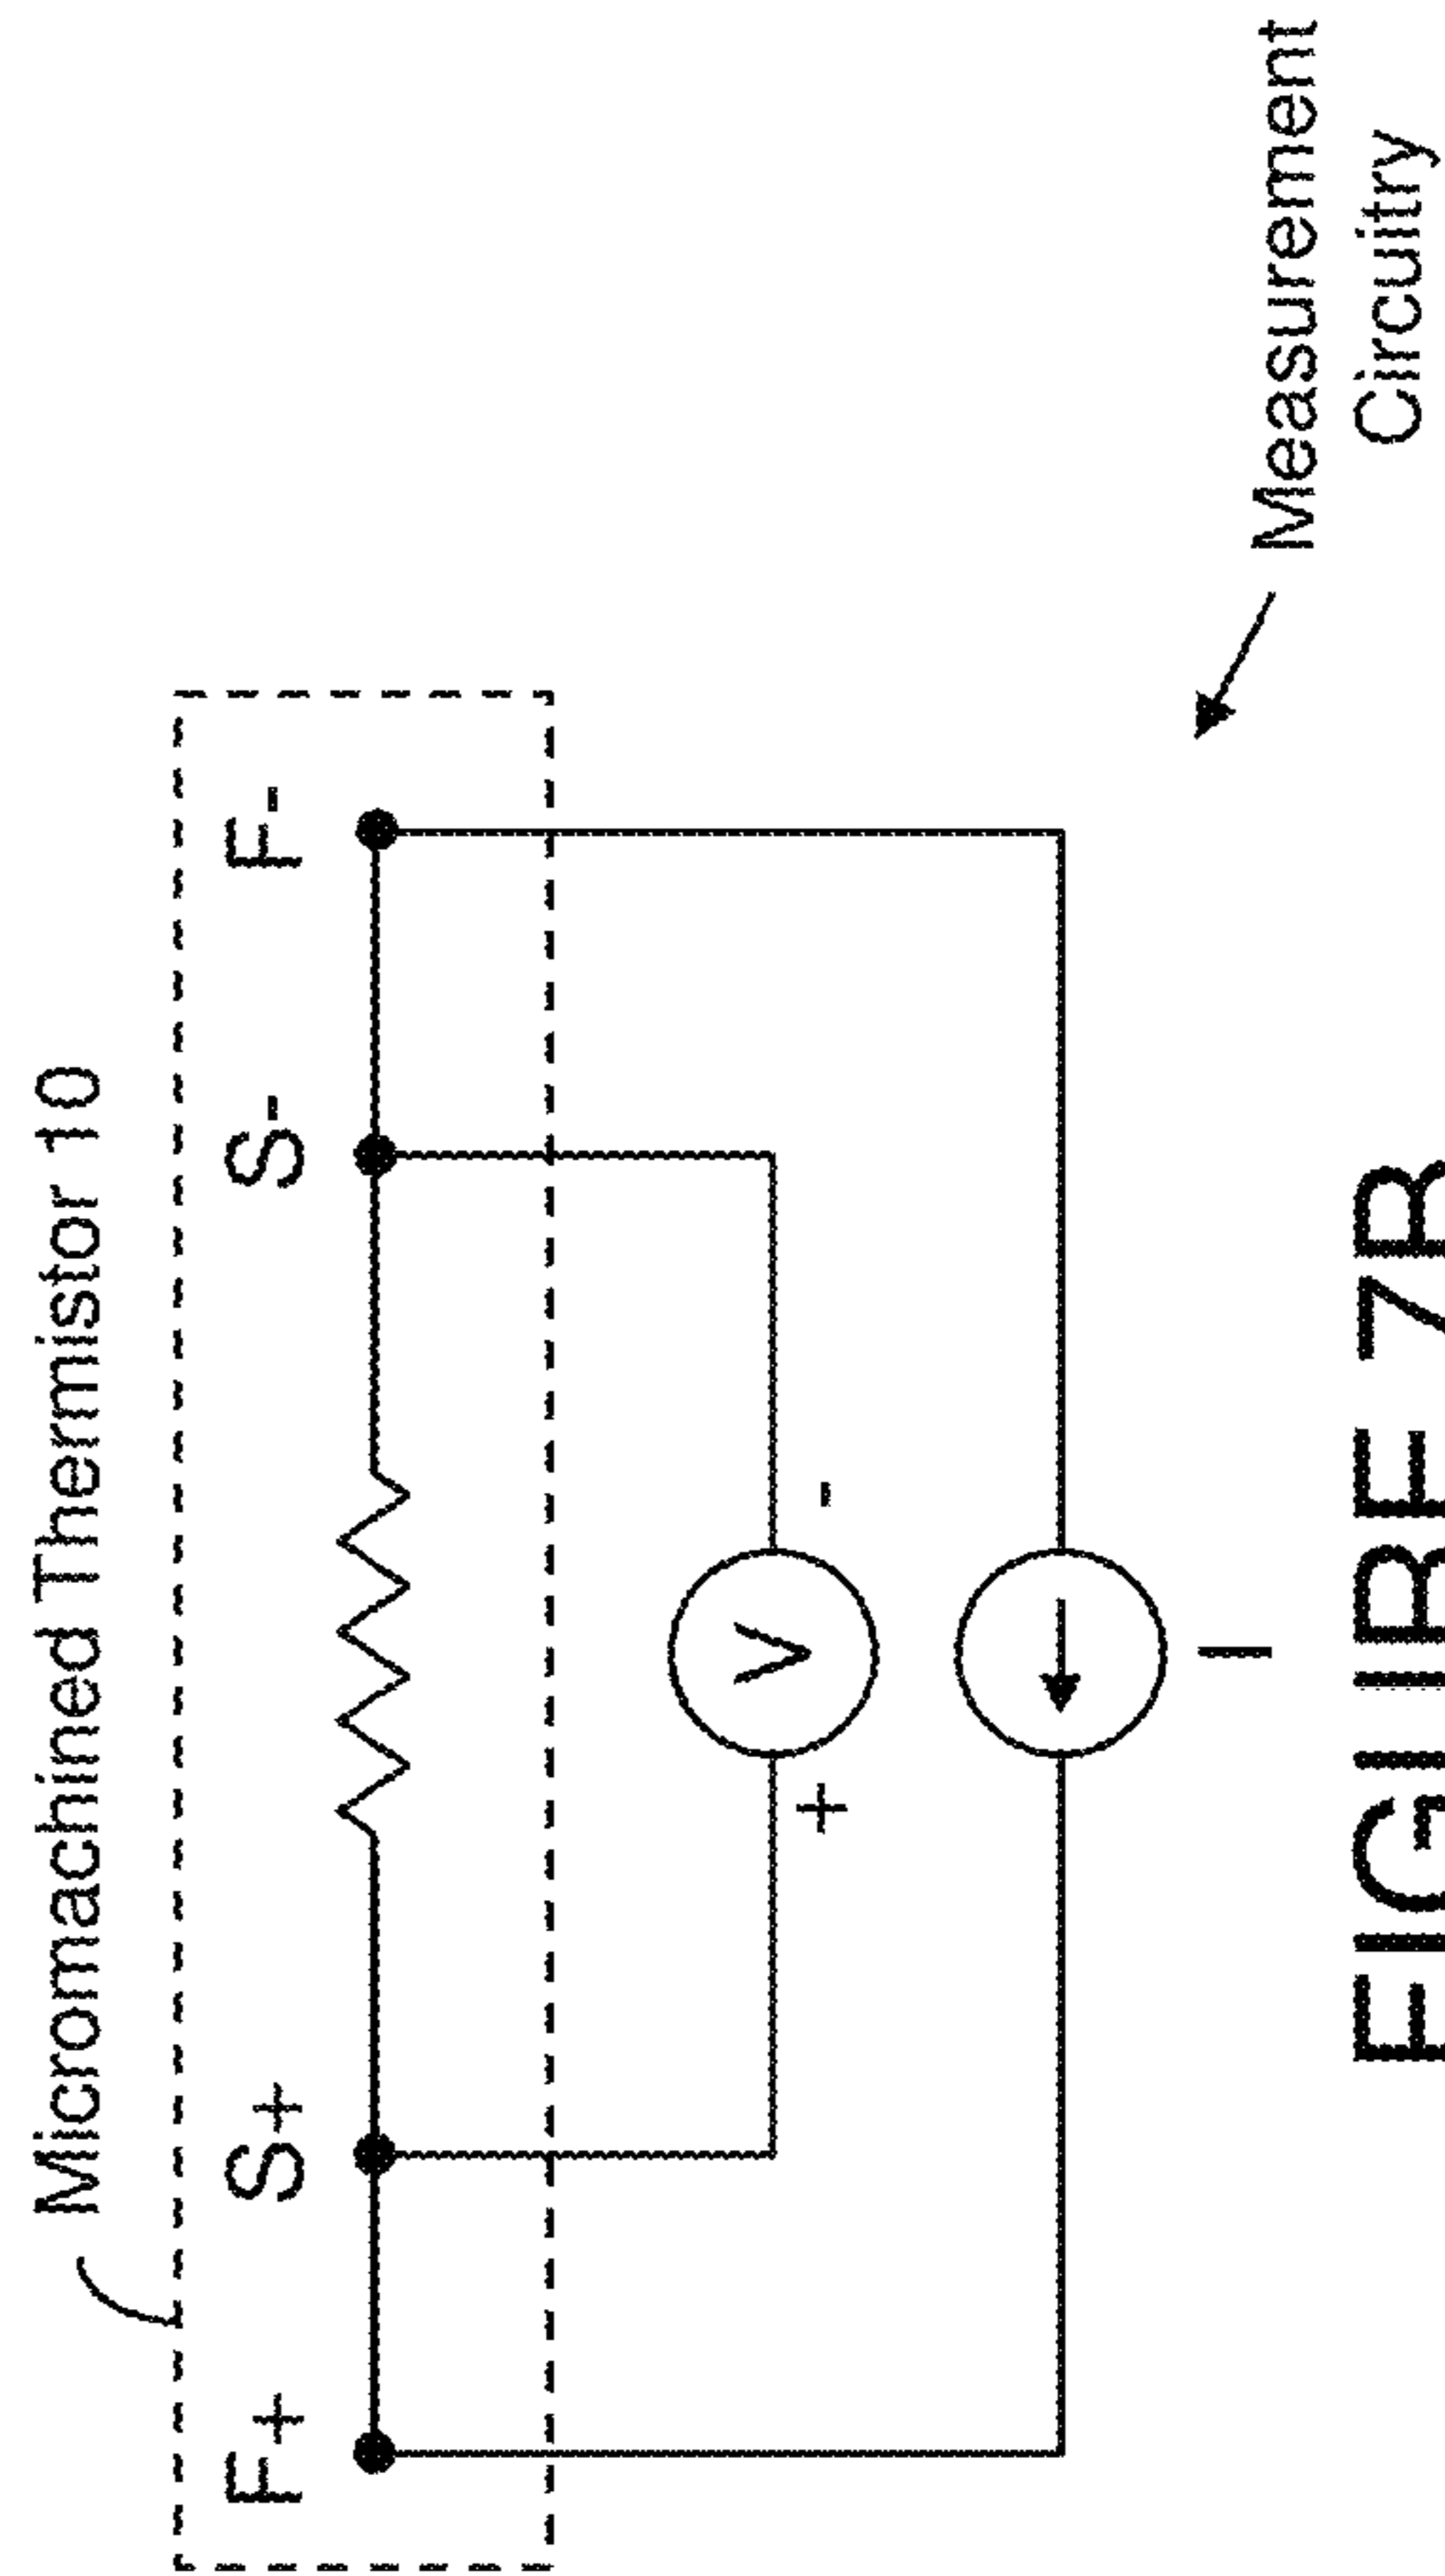 Micromachined Thermistor 10
F+ S+ S- F-
V
+ -
I
Measurement
Circuitry
FIGURE 7B